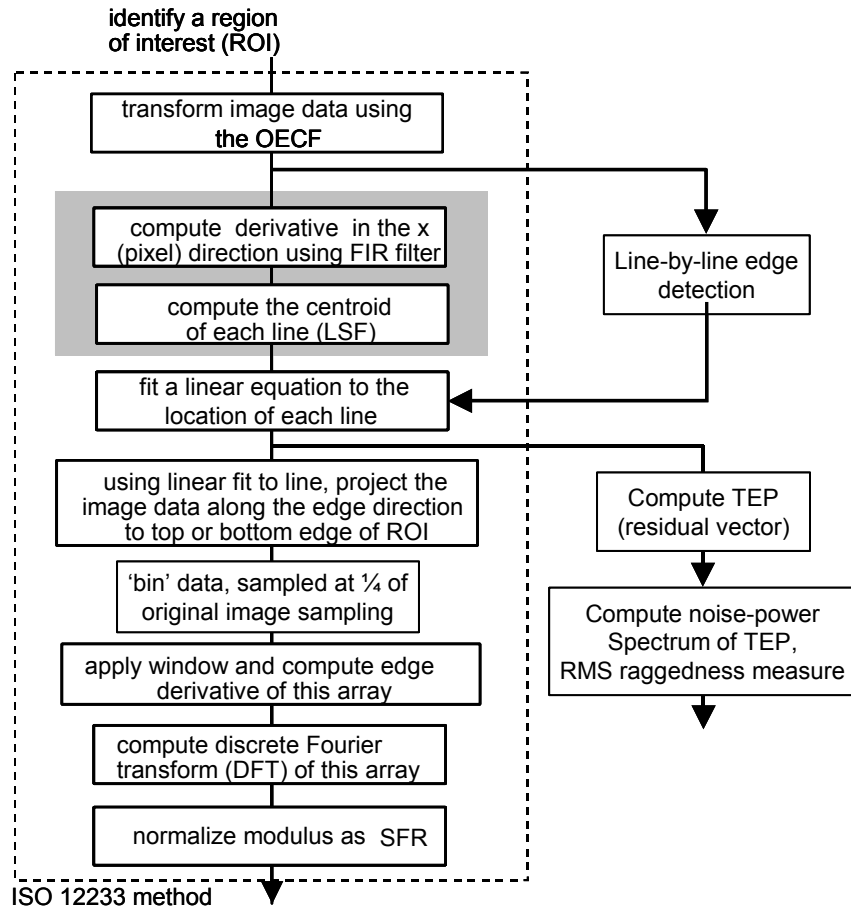 identify a region
of interest (ROI)
transform image data using
the OECF
compute derivative in the x
(pixel) direction using FIR filter
compute the centroid
of each line (LSF)
Line-by-line edge
detection
fit a linear equation to the
location of each line
using linear fit to line, project the
image data along the edge direction
to top or bottom edge of ROI
Compute TEP
(residual vector)
‘bin’ data, sampled at ¼ of
original image sampling
Compute noise-power
Spectrum of TEP,
RMS raggedness measure
apply window and compute edge
derivative of this array
compute discrete Fourier
transform (DFT) of this array
normalize modulus as SFR
ISO 12233 method